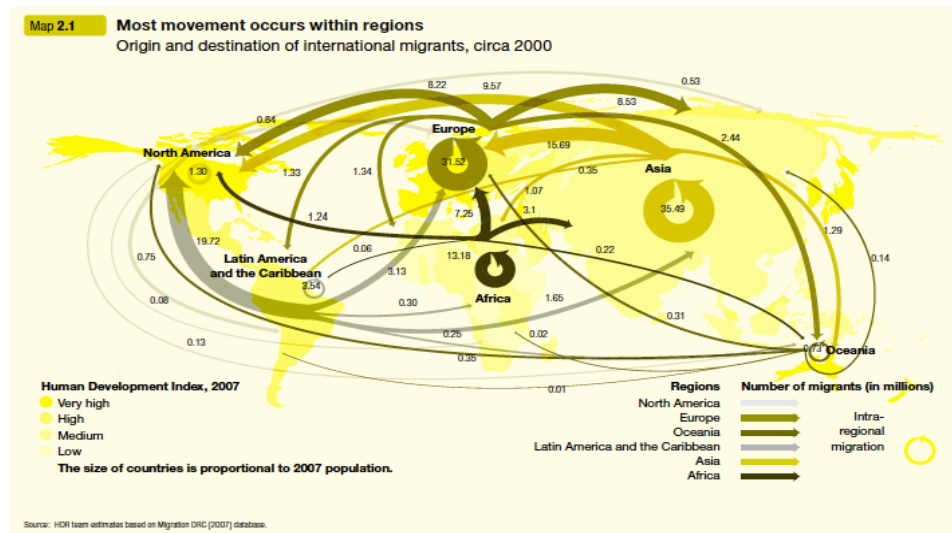 Map 2.1
Most movement occurs within regions
Origin and destination of international migrants, circa 2000
8.22
9.57
0.53
0.84
8.53
Europe
2.44
North America
15.69
31.52
0.35
Asia
1.30
1.33
1.34
1.07
35.49
7.25
3.1
1.24
1.29
19.72
0.06
0.22
0.75
Latin America
and the Caribbean
13.18
0.14
3.13
3.54
Africa
0.08
0.30
1.65
0.31
0.25
0.02
0.13
0.73
Oceania
0.35
0.01
Human Development Index, 2007
Very high
High
Medium
Low
The size of countries is proportional to 2007 population.
Regions Number of migrants (in millions)
North America
Europe
Oceania
Latin America and the Caribbean
Asia
Africa
Intra-
regional
migration
Source: HDR team estimates based on Migration DRC (2007) database.